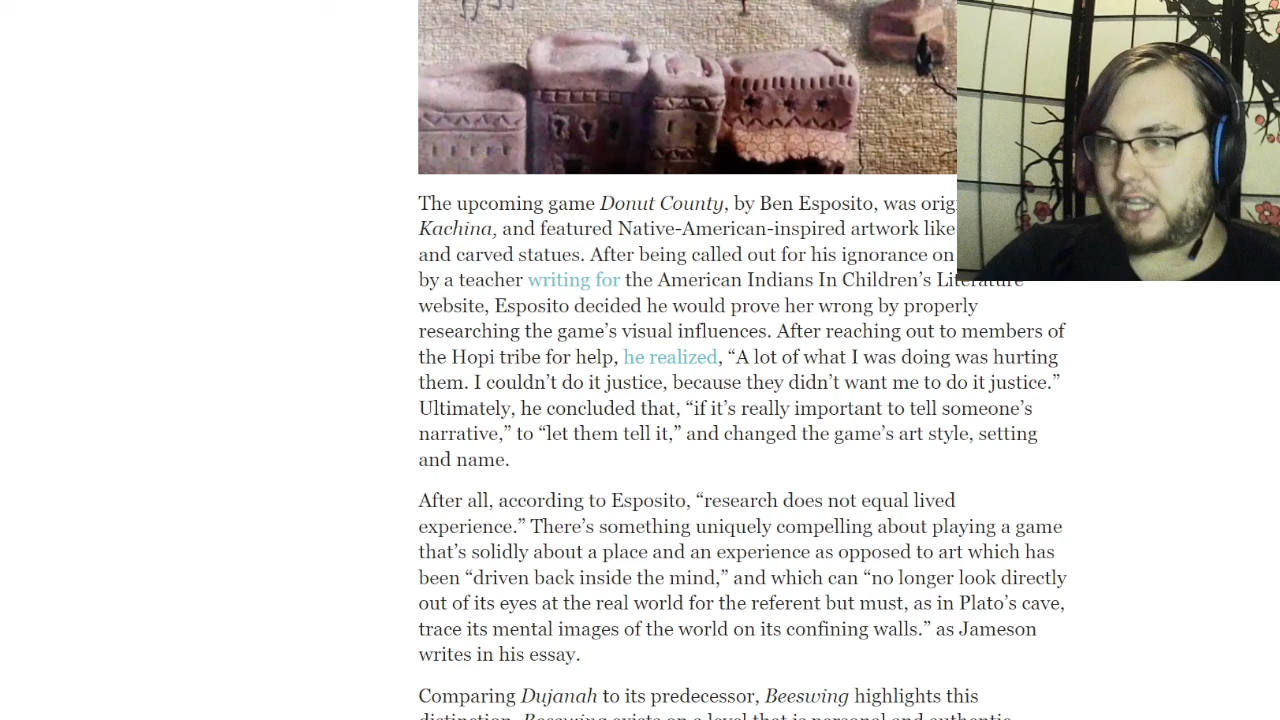 The upcoming game Donut County, by Ben Esposito, was
Kachina, and featured Native-American-inspired artwork like
and carved statues. After being called out for his ignorance on
by a teacher writing for the American Indians In Children’s Literature
website, Esposito decided he would prove her wrong by properly
researching the game’s visual influences. After reaching out to members of
the Hopi tribe for help, he realized, “A lot of what I was doing was hurting
them. I couldn’t do it justice, because they didn’t want me to do it justice.”
Ultimately, he concluded that, “if it’s really important to tell someone’s
narrative,” to “let them tell it,” and changed the game’s art style, setting
and name.
After all, according to Esposito, “research does not equal lived
experience.” There’s something uniquely compelling about playing a game
that’s solidly about a place and an experience as opposed to art which has
been “driven back inside the mind,” and which can “no longer look directly
out of its eyes at the real world for the referent but must, as in Plato’s cave,
trace its mental images of the world on its confining walls.” as Jameson
writes in his essay.
Comparing Dujanah to its predecessor, Beeswing highlights this
distinction. Beeswing exists on a level that is personal and authentic